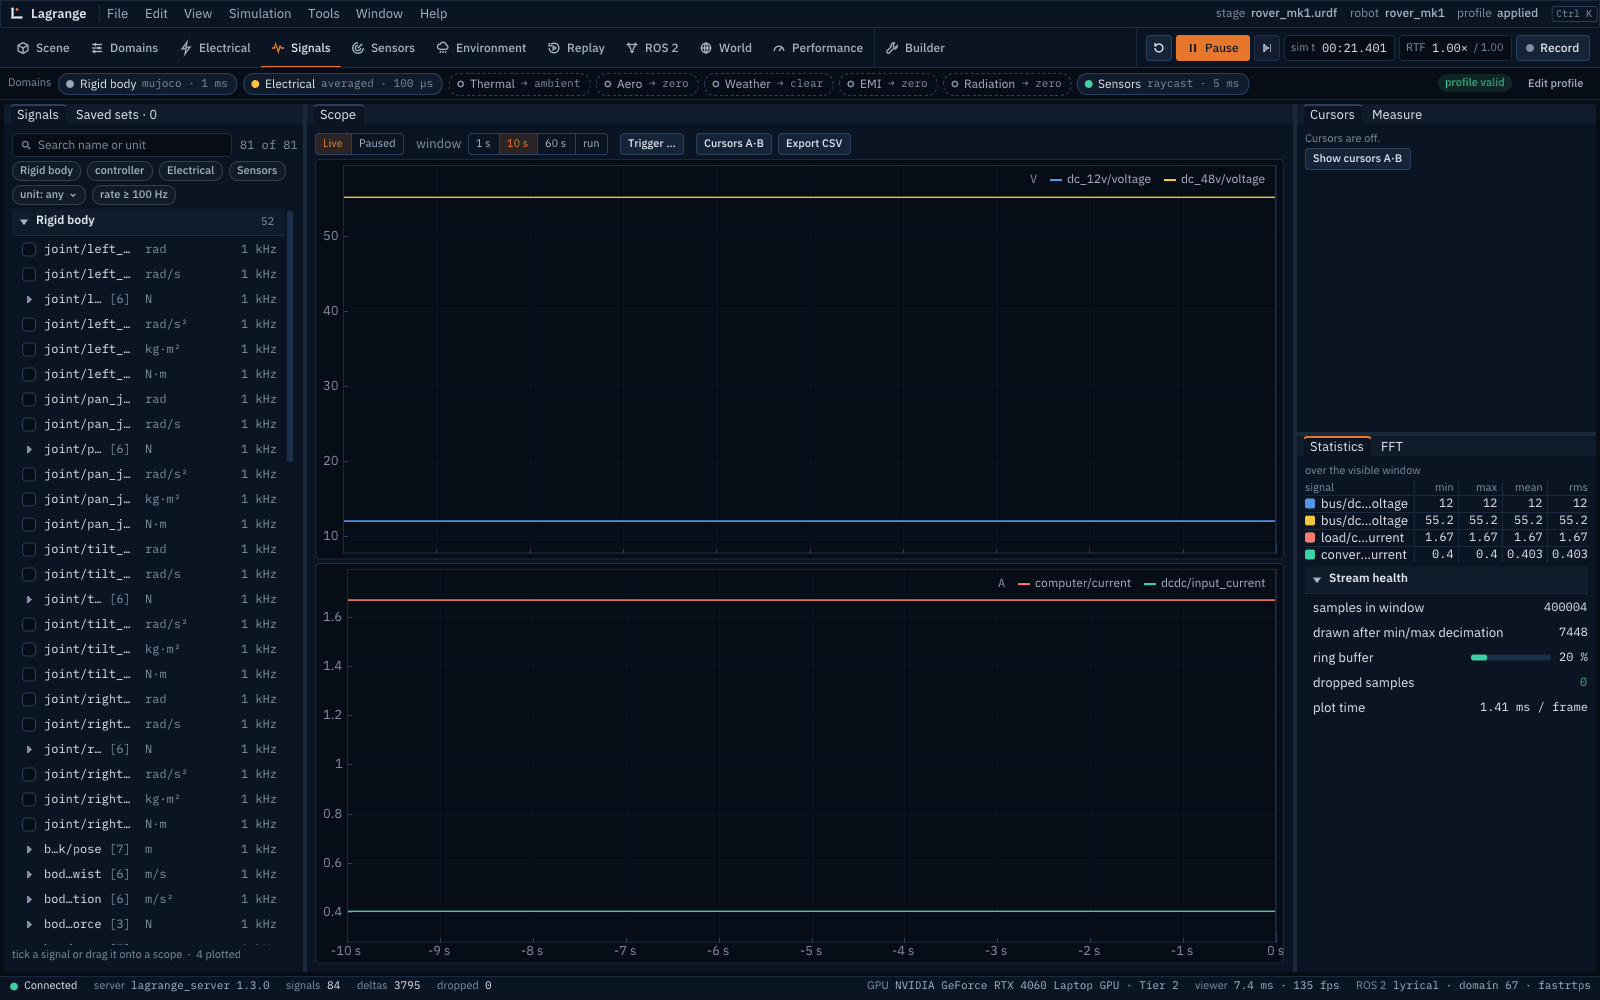 Lagrange File Edit View Simulation Tools Window Help stage rover_mk1.urdf robot rover_mk1 profile applied Ctrl K
Scene Domains Electrical Signals Sensors Environment Replay ROS 2 World Performance Builder Pause sim t 00:21.401 RTF 1.00× / 1.00 Record
Domains Rigid body mujoco · 1 ms Electrical averaged · 100 µs Thermal → ambient Aero → zero Weather → clear EMI → zero Radiation → zero Sensors raycast · 5 ms profile valid Edit profile
Signals Saved sets · 0
Search name or unit 81 of 81
Rigid body controller Electrical Sensors
unit: any rate ≥ 100 Hz
Rigid body 52
joint/left_… rad 1 kHz
joint/left_… rad/s 1 kHz
joint/l… [6] N 1 kHz
joint/left_… rad/s² 1 kHz
joint/left_… kg·m² 1 kHz
joint/left_… N·m 1 kHz
joint/pan_j… rad 1 kHz
joint/pan_j… rad/s 1 kHz
joint/p… [6] N 1 kHz
joint/pan_j… rad/s² 1 kHz
joint/pan_j… kg·m² 1 kHz
joint/pan_j… N·m 1 kHz
joint/tilt_… rad 1 kHz
joint/tilt_… rad/s 1 kHz
joint/t… [6] N 1 kHz
joint/tilt_… rad/s² 1 kHz
joint/tilt_… kg·m² 1 kHz
joint/tilt_… N·m 1 kHz
joint/right… rad 1 kHz
joint/right… rad/s 1 kHz
joint/r… [6] N 1 kHz
joint/right… rad/s² 1 kHz
joint/right… kg·m² 1 kHz
joint/right… N·m 1 kHz
b…k/pose [7] m 1 kHz
bod…wist [6] m/s 1 kHz
bod…tion [6] m/s² 1 kHz
bod…orce [3] N 1 kHz
tick a signal or drag it onto a scope · 4 plotted
Scope
Live Paused window 1 s 10 s 60 s run Trigger … Cursors A·B Export CSV
V dc_12v/voltage dc_48v/voltage
50
40
30
20
10
A computer/current dcdc/input_current
1.6
1.4
1.2
1
0.8
0.6
0.4
-10 s -9 s -8 s -7 s -6 s -5 s -4 s -3 s -2 s -1 s 0 s
Cursors Measure
Cursors are off.
Show cursors A·B
Statistics FFT
over the visible window
signal min max mean rms
bus/dc…oltage 12 12 12 12
bus/dc…oltage 55.2 55.2 55.2 55.2
load/c…urrent 1.67 1.67 1.67 1.67
conver…urrent 0.4 0.4 0.403 0.403
Stream health
samples in window 400004
drawn after min/max decimation 7448
ring buffer 20 %
dropped samples 0
plot time 1.41 ms / frame
Connected server lagrange_server 1.3.0 signals 84 deltas 3795 dropped 0 GPU NVIDIA GeForce RTX 4060 Laptop GPU · Tier 2 viewer 7.4 ms · 135 fps ROS 2 lyrical · domain 67 · fastrtps